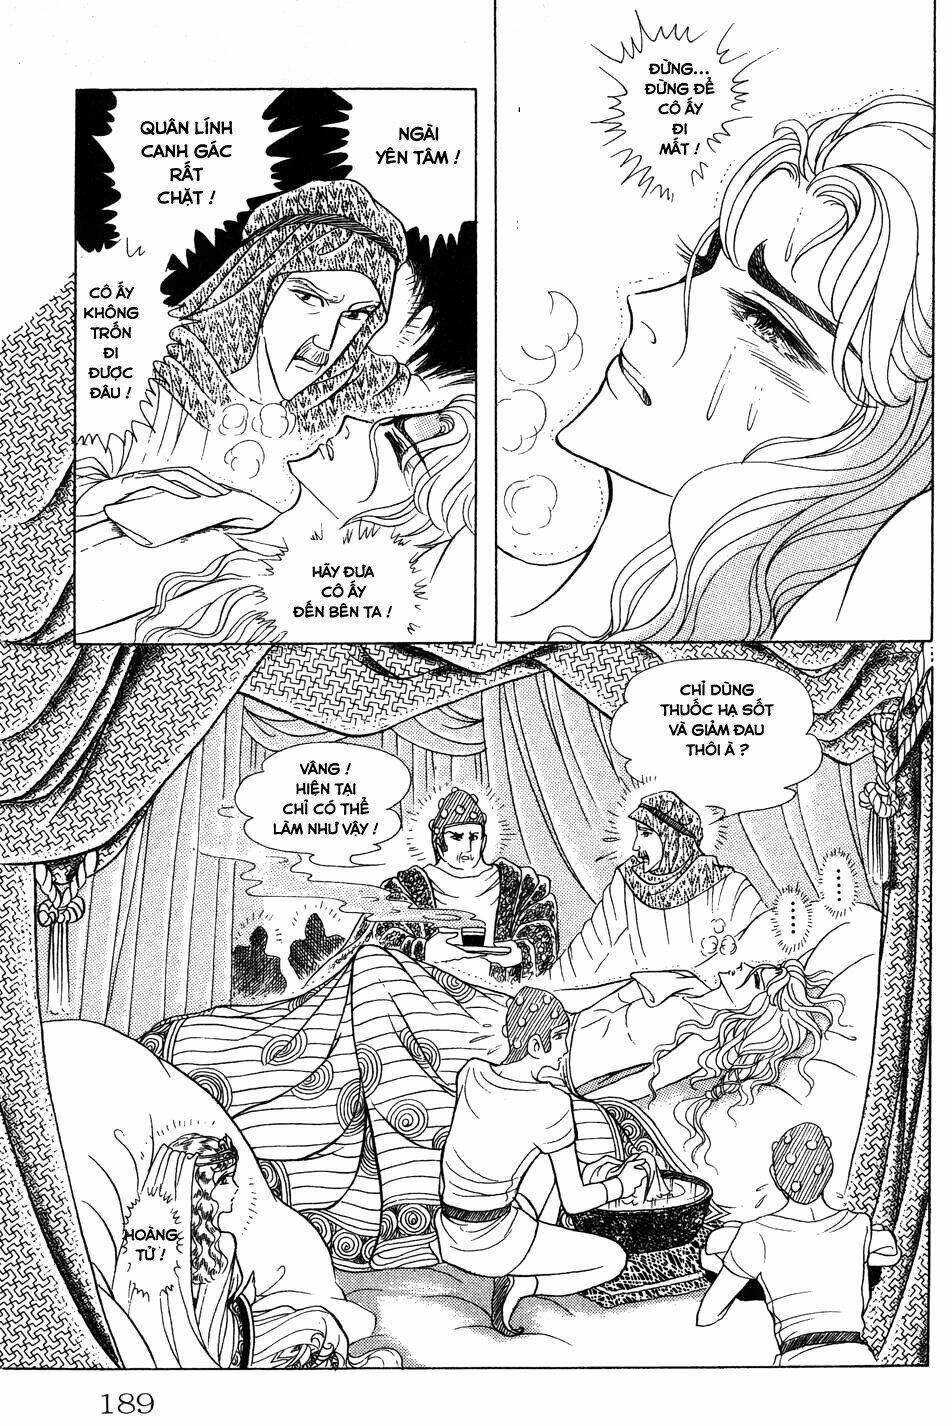 ĐỪNG...
ĐỪNG ĐỂ
CÔ ẤY
ĐI
MẤT !
NGÀI
YÊN TÂM !
QUÂN LÍNH
CANH GÁC
RẤT
CHẶT !
CÔ ẤY
KHÔNG
TRỐN
ĐI
ĐƯỢC
ĐÂU !
HÃY ĐƯA
CÔ ẤY
ĐẾN BÊN TA !
CHỈ DÙNG
THUỐC HẠ SỐT
VÀ GIẢM ĐAU
THÔI À ?
VÂNG !
HIỆN TẠI
CHỈ CÓ THỂ
LÀM NHƯ VẬY !
......
......
HOÀNG
TỬ !
189